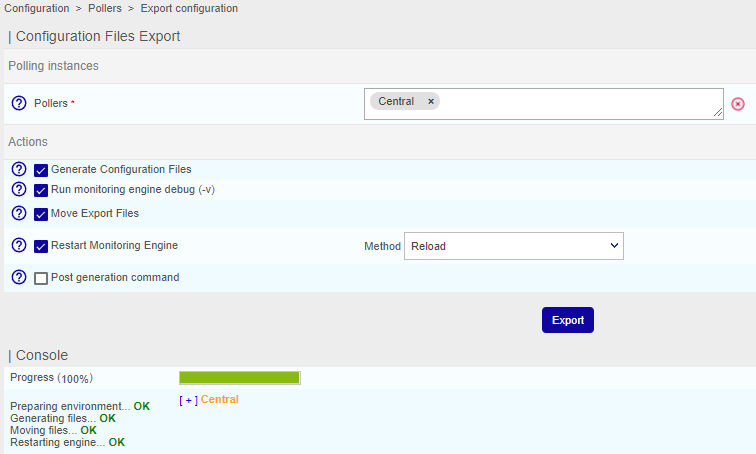 Configuration > Pollers > Export configuration
| Configuration Files Export
Polling instances
Pollers * Central ×
Actions
Generate Configuration Files
Run monitoring engine debug (-v)
Move Export Files
Restart Monitoring Engine Method Reload
Post generation command
Export
| Console
Progress (100%)
[ + ] Central
Preparing environment... OK
Generating files... OK
Moving files... OK
Restarting engine... OK